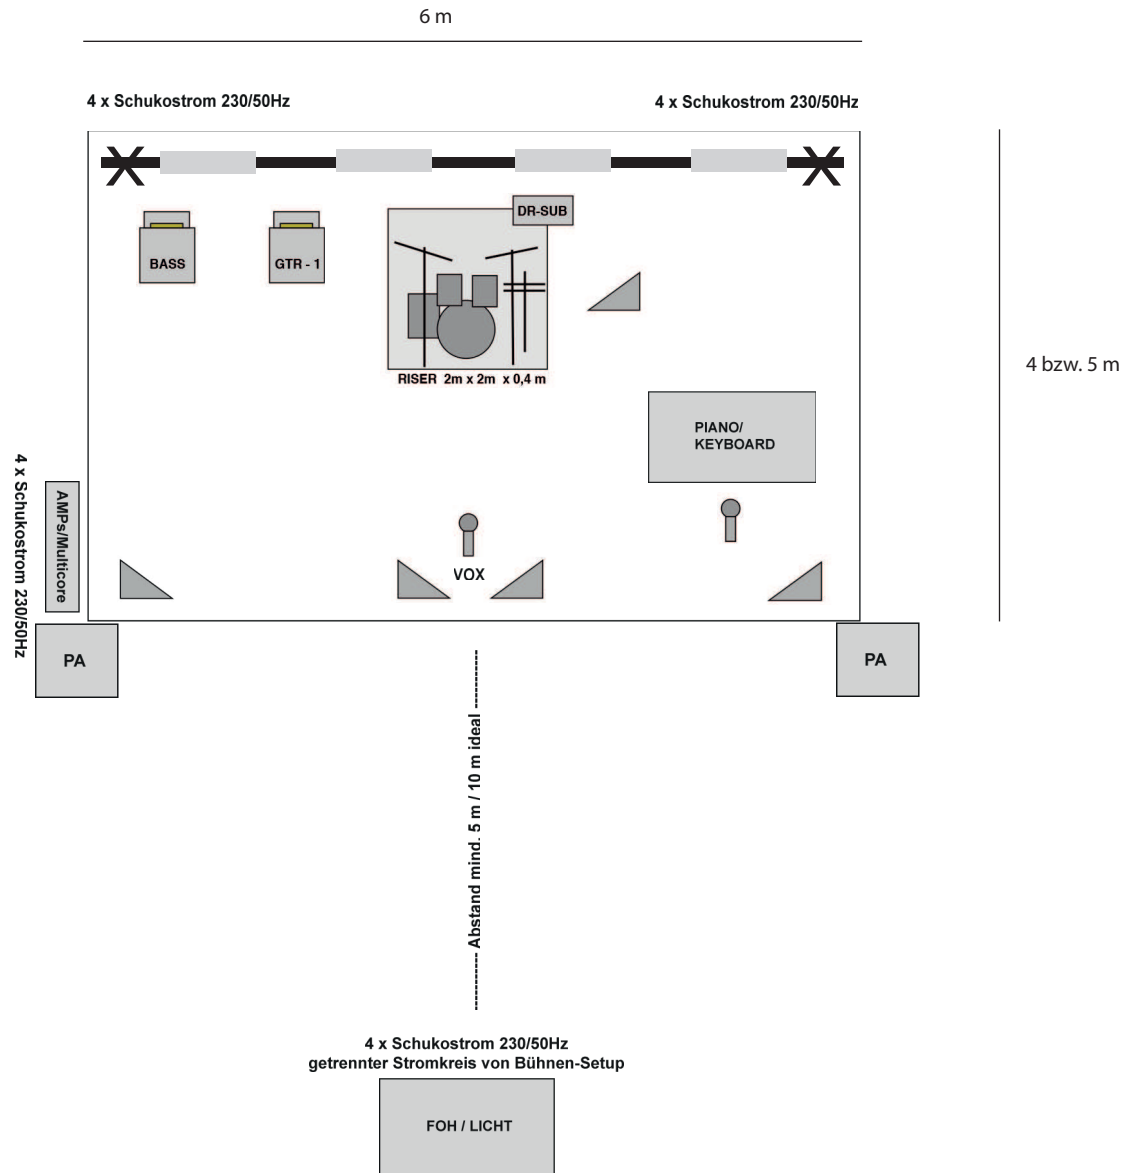 6 m
4 x Schukostrom 230/50Hz
4 x Schukostrom 230/50Hz
DR-SUB
BASS
GTR - 1
RISER 2m x 2m x 0,4 m
4 bzw. 5 m
PIANO/
KEYBOARD
4 x Schukostrom 230/50Hz
AMPs/Multicore
VOX
PA
PA
Abstand mind. 5 m / 10 m ideal
4 x Schukostrom 230/50Hz
getrennter Stromkreis von Bühnen-Setup
FOH / LICHT